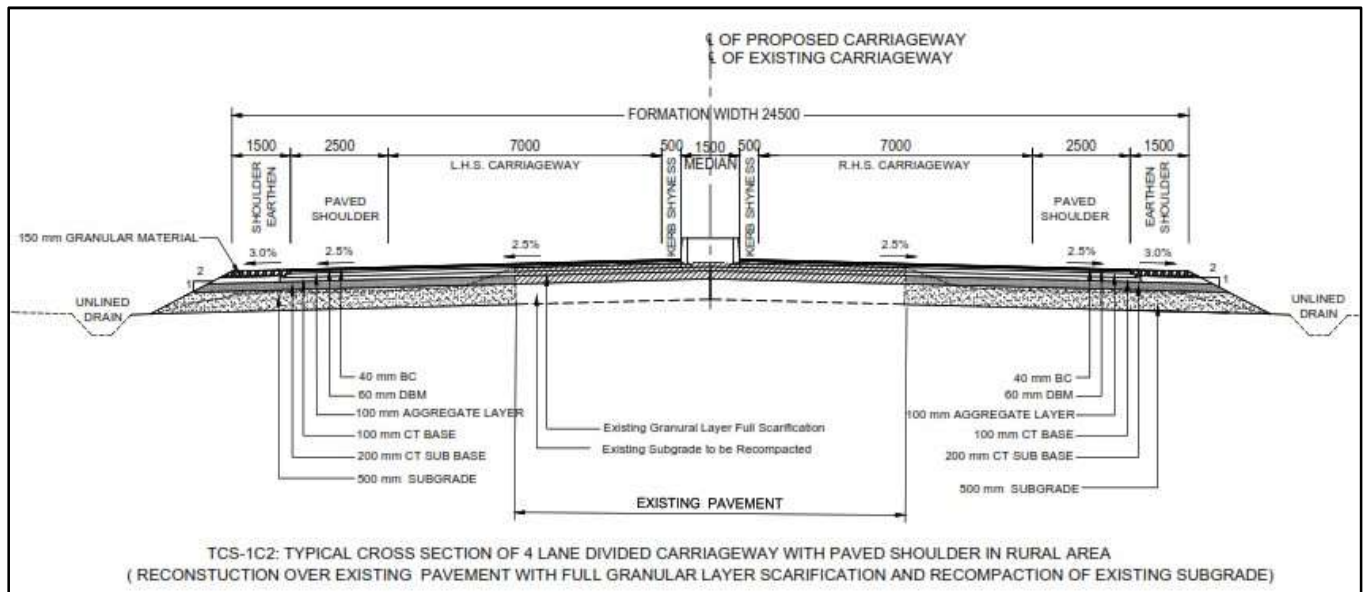 ℄ OF PROPOSED CARRIAGEWAY
℄ OF EXISTING CARRIAGEWAY
FORMATION WIDTH 24500
1500 2500 7000 500 1500 500 7000 2500 1500
L.H.S. CARRIAGEWAY MEDIAN R.H.S. CARRIAGEWAY
SHOULDER
EARTHEN
PAVED
SHOULDER
KERB SHYNESS
KERB SHYNESS
PAVED
SHOULDER
EARTHEN
SHOULDER
150 mm GRANULAR MATERIAL
3.0% 2.5% 2.5% 2.5% 2.5% 3.0%
2
1
2
1
UNLINED
DRAIN
UNLINED
DRAIN
40 mm BC
60 mm DBM
100 mm AGGREGATE LAYER
100 mm CT BASE
200 mm CT SUB BASE
500 mm SUBGRADE
Existing Granural Layer Full Scarification
Existing Subgrade to be Recompacted
40 mm BC
60 mm DBM
100 mm AGGREGATE LAYER
100 mm CT BASE
200 mm CT SUB BASE
500 mm SUBGRADE
EXISTING PAVEMENT
TCS-1C2: TYPICAL CROSS SECTION OF 4 LANE DIVIDED CARRIAGEWAY WITH PAVED SHOULDER IN RURAL AREA
( RECONSTUCTION OVER EXISTING PAVEMENT WITH FULL GRANULAR LAYER SCARIFICATION AND RECOMPACTION OF EXISTING SUBGRADE)